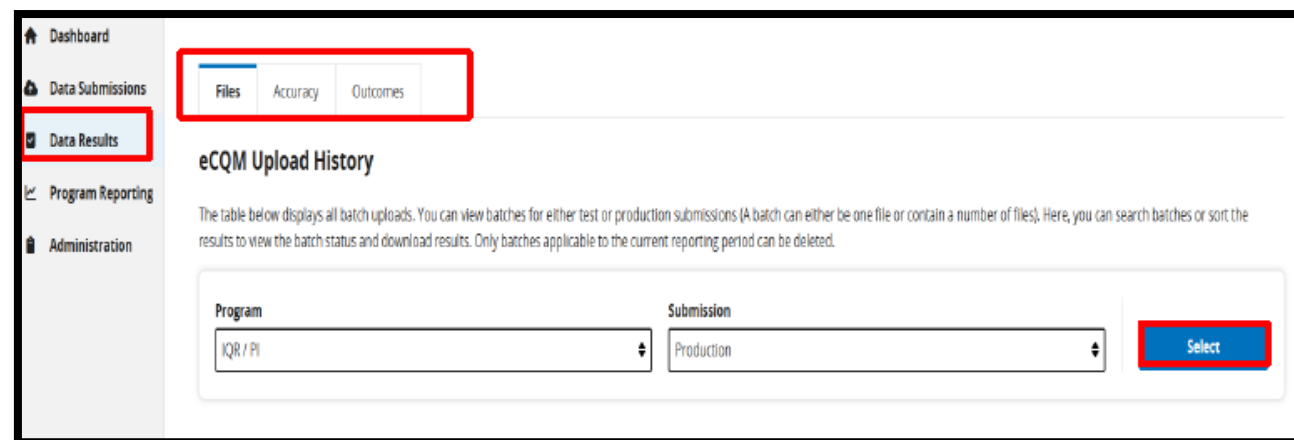 Dashboard
Data Submissions
Data Results
Program Reporting
Administration
Files Accuracy Outcomes
eCQM Upload History
The table below displays all batch uploads. You can view batches for either test or production submissions (A batch can either be one file or contain a number of files). Here, you can search batches or sort the
results to view the batch status and download results. Only batches applicable to the current reporting period can be deleted.
Program Submission
IQR / PI Production Select